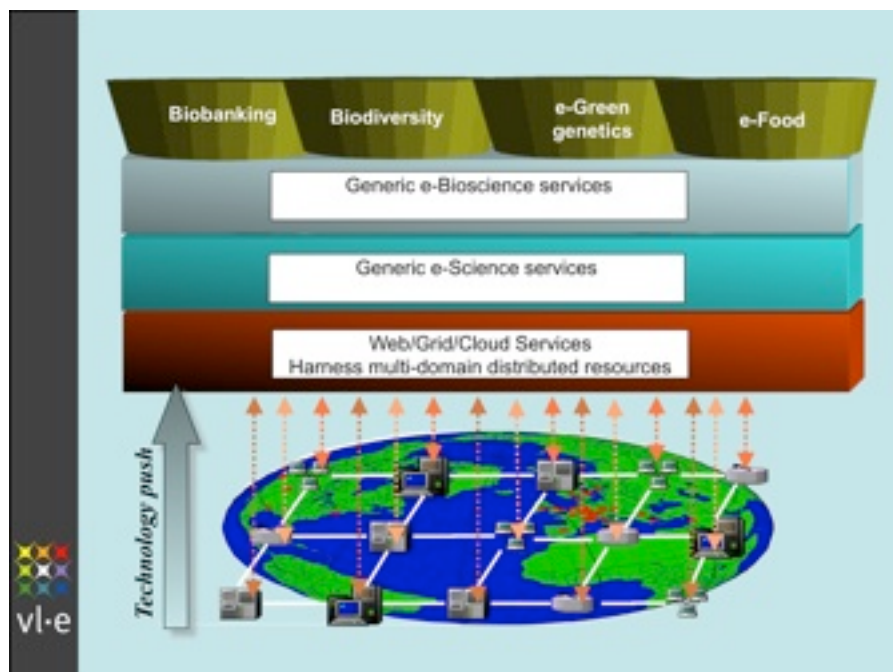 Biobanking
Biodiversity
e-Green
genetics
e-Food
Generic e-Bioscience services
Generic e-Science services
Web/Grid/Cloud Services
Harness multi-domain distributed resources
Technology push
vl·e